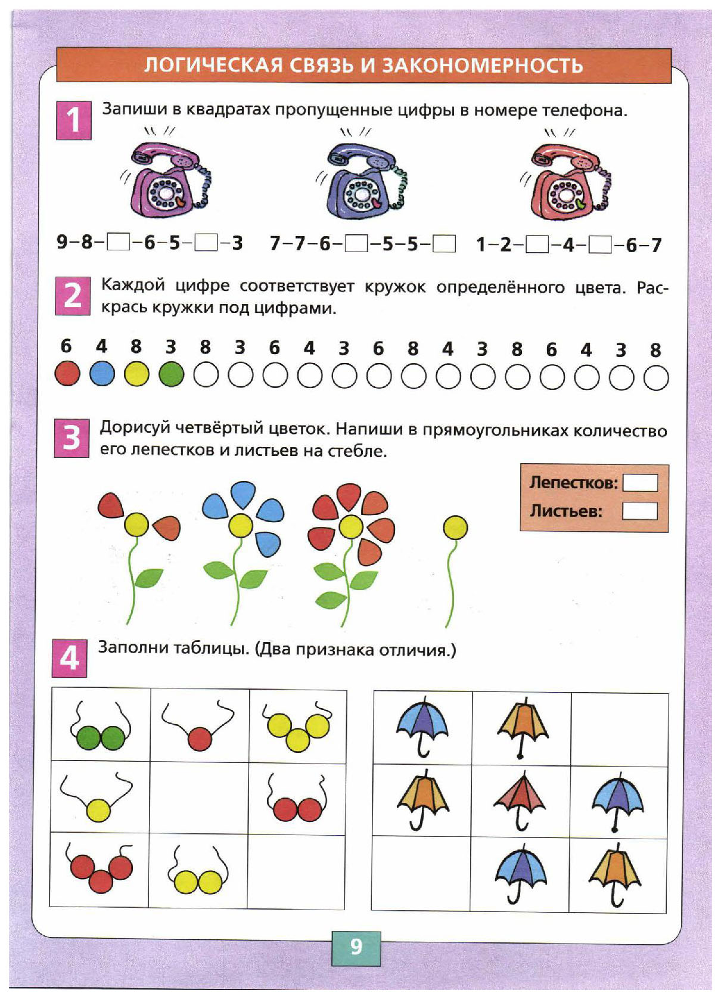 ЛОГИЧЕСКАЯ СВЯЗЬ И ЗАКОНОМЕРНОСТЬ
1 Запиши в квадратах пропущенные цифры в номере телефона.
9–8–□–6–5–□–3 7–7–6–□–5–5–□ 1–2–□–4–□–6–7
2 Каждой цифре соответствует кружок определённого цвета. Рас-
крась кружки под цифрами.
6 4 8 3 8 3 6 4 3 6 8 4 3 8 6 4 3 8
3 Дорисуй четвёртый цветок. Напиши в прямоугольниках количество
его лепестков и листьев на стебле.
Лепестков:
Листьев:
4 Заполни таблицы. (Два признака отличия.)
9